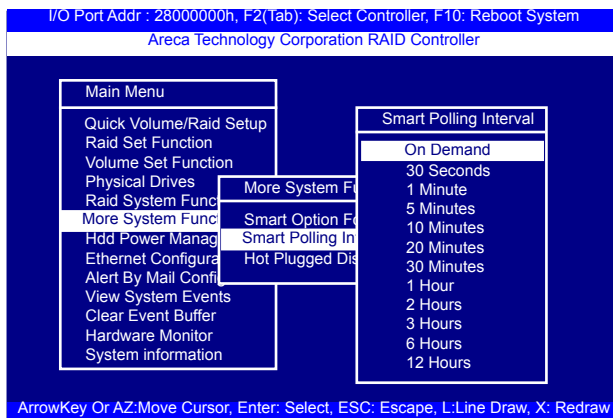 I/O Port Addr : 28000000h, F2(Tab): Select Controller, F10: Reboot System
Areca Technology Corporation RAID Controller
Main Menu
Quick Volume/Raid Setup
Raid Set Function
Volume Set Function
Physical Drives
Raid System Func
More System Func
Hdd Power Manag
Ethernet Configura
Alert By Mail Config
View System Events
Clear Event Buffer
Hardware Monitor
System information
More System Fu
Smart Option Fo
Smart Polling In
Hot Plugged Dis
Smart Polling Interval
On Demand
30 Seconds
1 Minute
5 Minutes
10 Minutes
20 Minutes
30 Minutes
1 Hour
2 Hours
3 Hours
6 Hours
12 Hours
ArrowKey Or AZ:Move Cursor, Enter: Select, ESC: Escape, L:Line Draw, X: Redraw